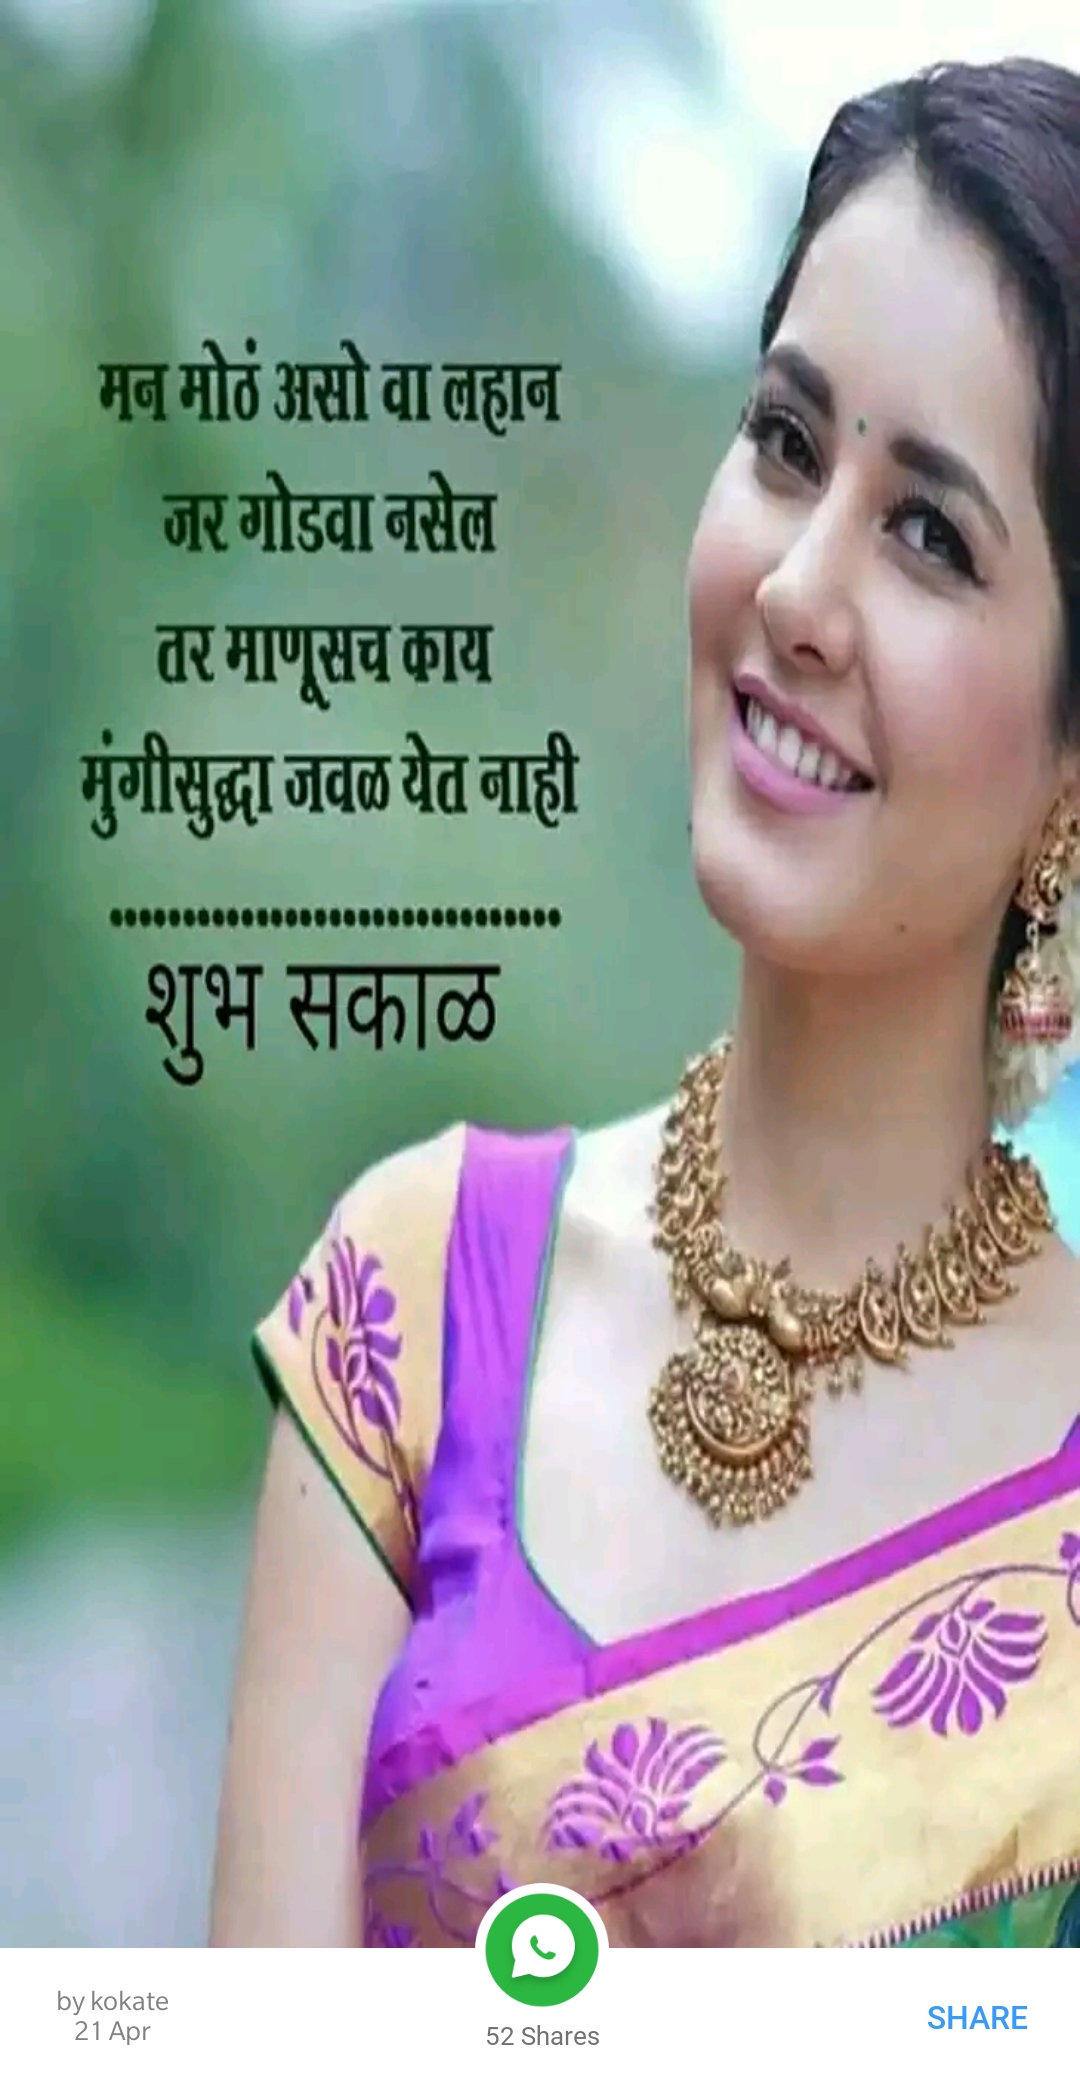 मन मोठं असो वा लहान
जर गोडवा नसेल
तर माणूसच काय
मुंगीसुद्धा जवळ येत नाही
..............................
शुभ सकाळ
by kokate
21 Apr
52 Shares
SHARE